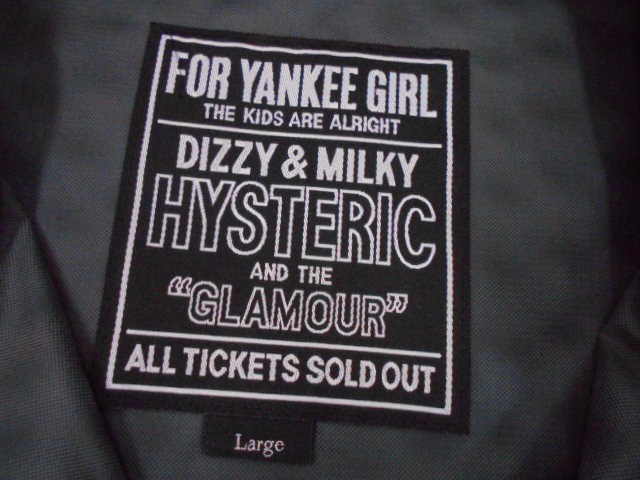 FOR YANKEE GIRL
THE KIDS ARE ALRIGHT
DIZZY & MILKY
HYSTERIC
AND THE
"GLAMOUR"
ALL TICKETS SOLD OUT
Large